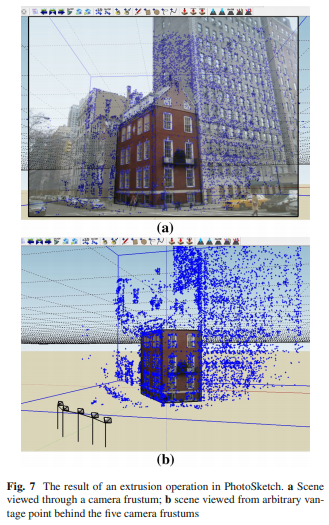 (a)
(b)
Fig. 7 The result of an extrusion operation in PhotoSketch. a Scene
viewed through a camera frustum; b scene viewed from arbitrary van-
tage point behind the five camera frustums